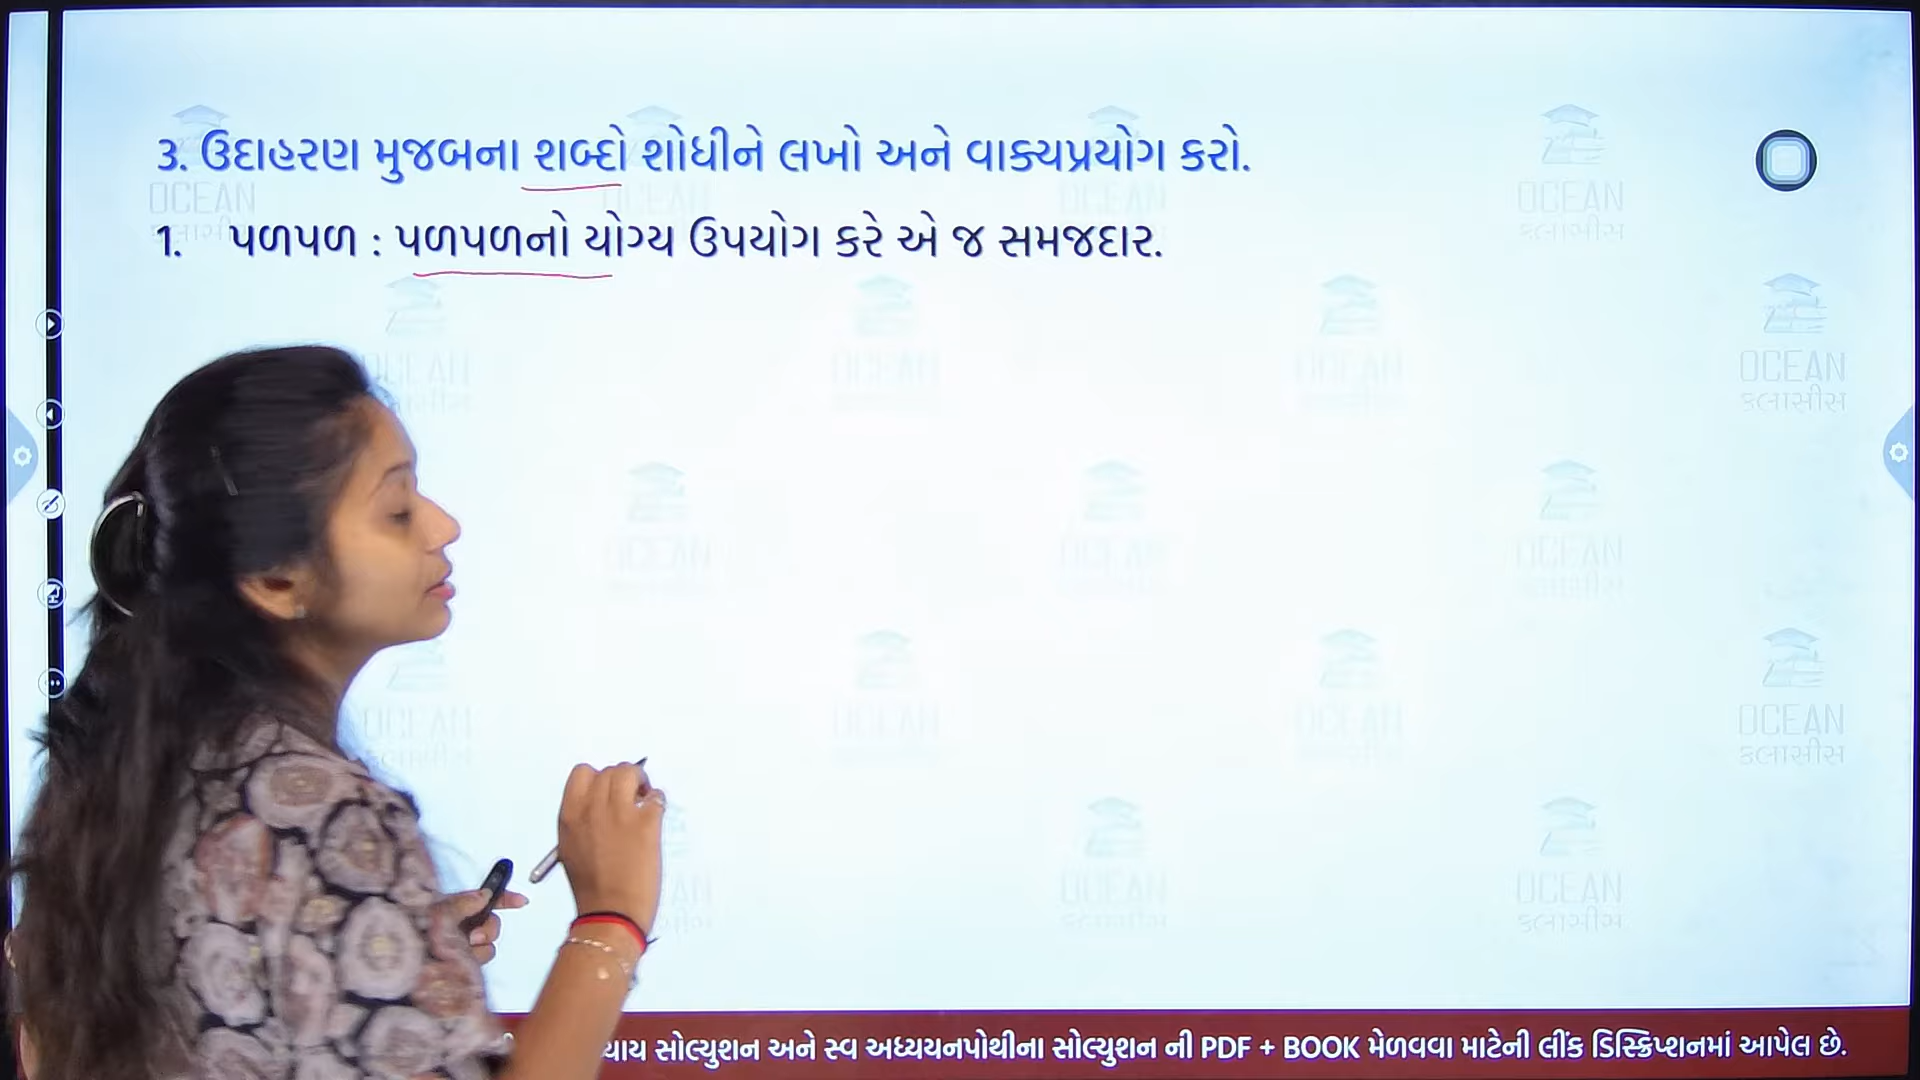 3. ઉદાહરણ મુજબના શબ્દો શોધીને લખો અને વાક્યપ્રયોગ કરો.
1. પળપળ : પળપળનો યોગ્ય ઉપયોગ કરે એ જ સમજદાર.
OCEAN
ક્લાસીસ
સોલ્યુશન અને સ્વ અધ્યયનપોથીના સોલ્યુશન ની PDF + BOOK મેળવવા માટેની લીંક ડિસ્ક્રિપ્શનમાં આપેલ છે.